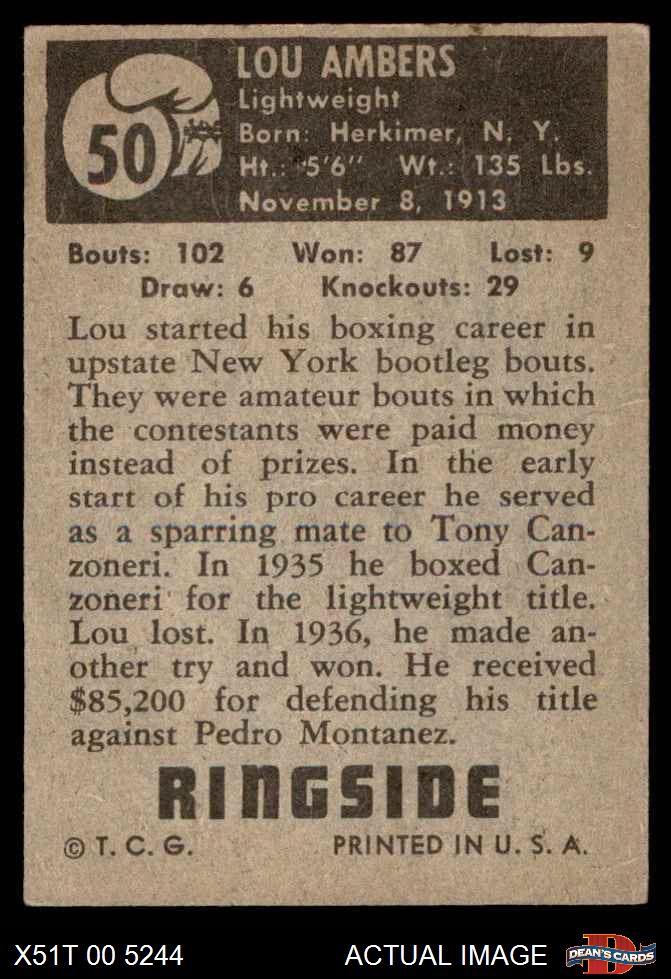 50
LOU AMBERS
Lightweight
Born: Herkimer, N. Y.
Ht.: 5'6" Wt.: 135 Lbs.
November 8, 1913
Bouts: 102 Won: 87 Lost: 9
Draw: 6 Knockouts: 29
Lou started his boxing career in
upstate New York bootleg bouts.
They were amateur bouts in which
the contestants were paid money
instead of prizes. In the early
start of his pro career he served
as a sparring mate to Tony Can-
zoneri. In 1935 he boxed Can-
zoneri for the lightweight title.
Lou lost. In 1936, he made an-
other try and won. He received
$85,200 for defending his title
against Pedro Montanez.
RINGSIDE
© T. C. G. PRINTED IN U. S. A.
X51T 00 5244 ACTUAL IMAGE DEAN'S CARDS